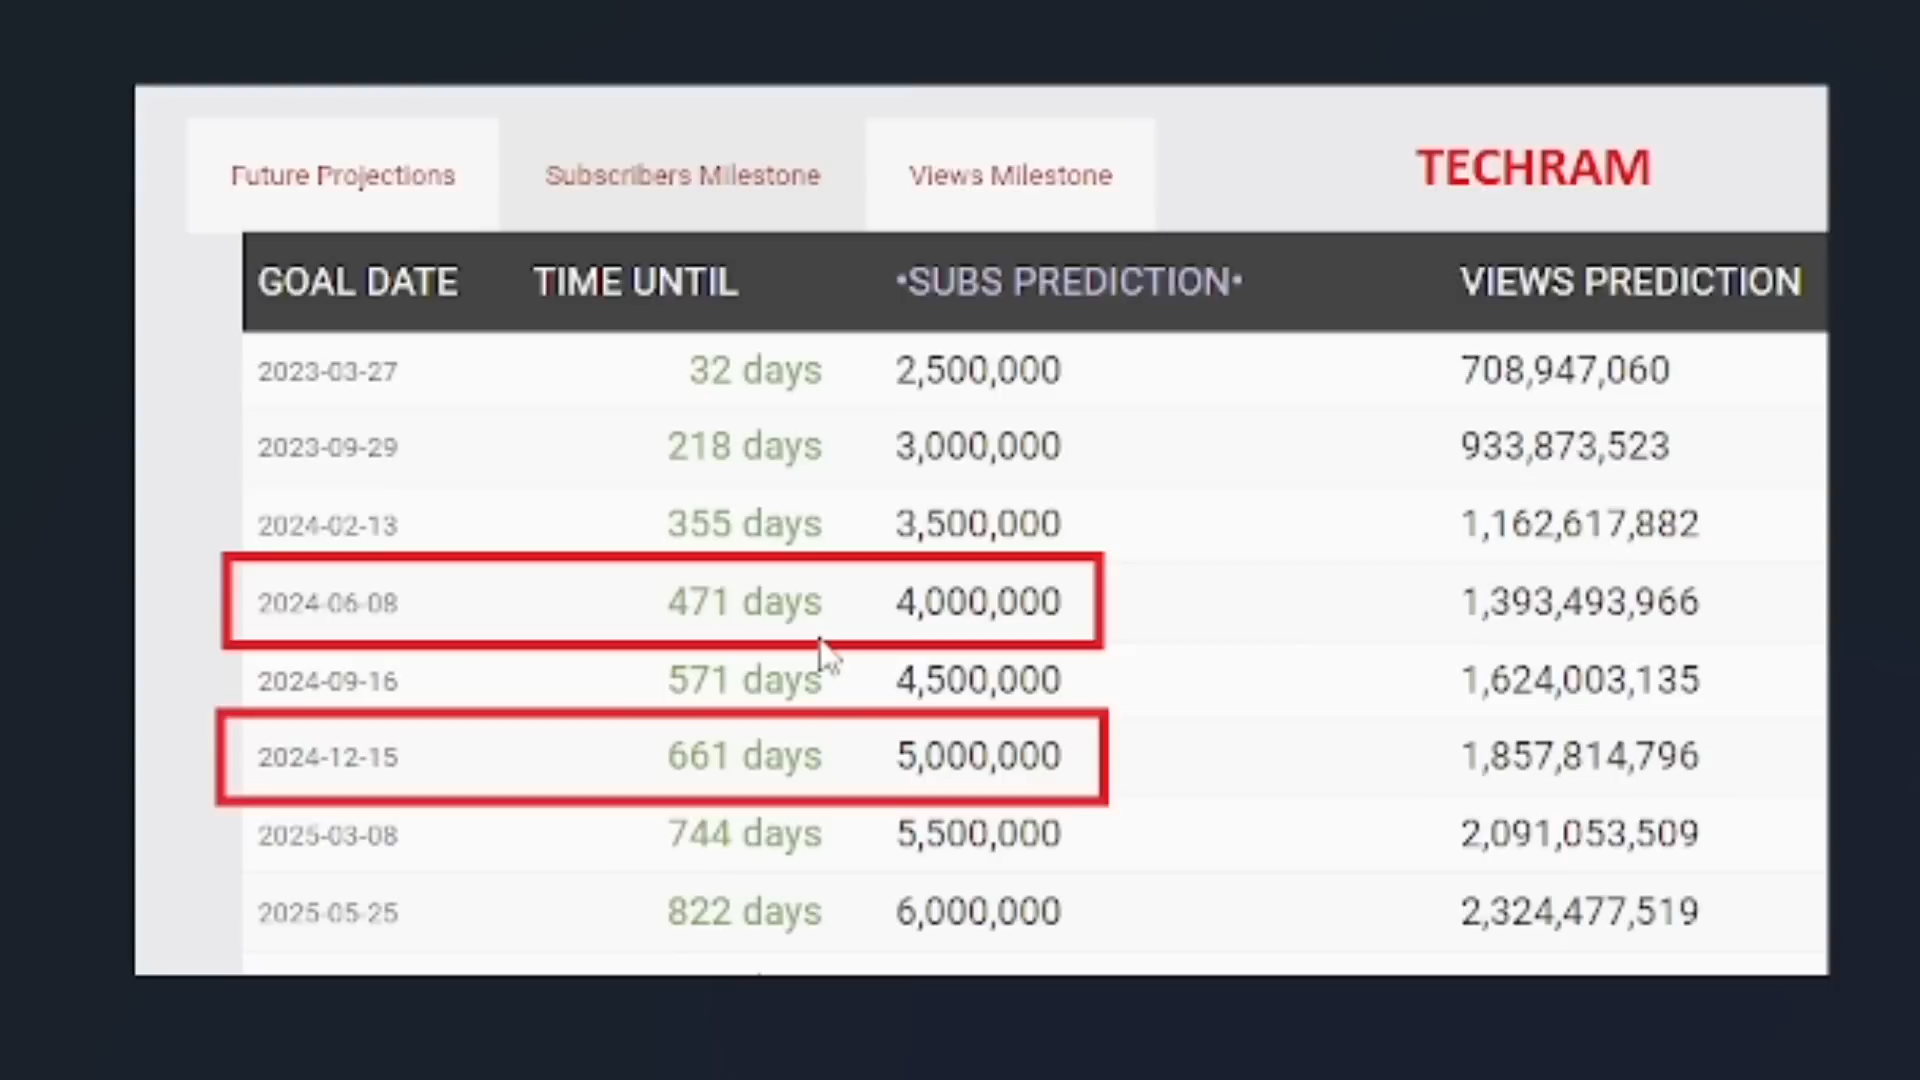 Future Projections Subscribers Milestone Views Milestone TECHRAM
GOAL DATE TIME UNTIL •SUBS PREDICTION• VIEWS PREDICTION
2023-03-27 32 days 2,500,000 708,947,060
2023-09-29 218 days 3,000,000 933,873,523
2024-02-13 355 days 3,500,000 1,162,617,882
2024-06-08 471 days 4,000,000 1,393,493,966
2024-09-16 571 days 4,500,000 1,624,003,135
2024-12-15 661 days 5,000,000 1,857,814,796
2025-03-08 744 days 5,500,000 2,091,053,509
2025-05-25 822 days 6,000,000 2,324,477,519